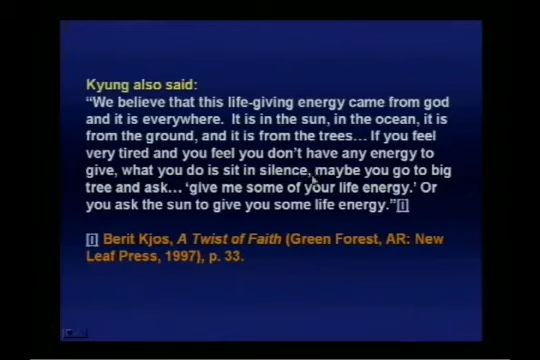 Kyung also said:
“We believe that this life-giving energy came from god
and it is everywhere.  It is in the sun, in the ocean, it is
from the ground, and it is from the trees… If you feel
very tired and you feel you don’t have any energy to
give, what you do is sit in silence, maybe you go to big
tree and ask… ‘give me some of your life energy.’ Or
you ask the sun to give you some life energy.”[i]
[i] Berit Kjos, A Twist of Faith (Green Forest, AR: New
Leaf Press, 1997), p. 33.